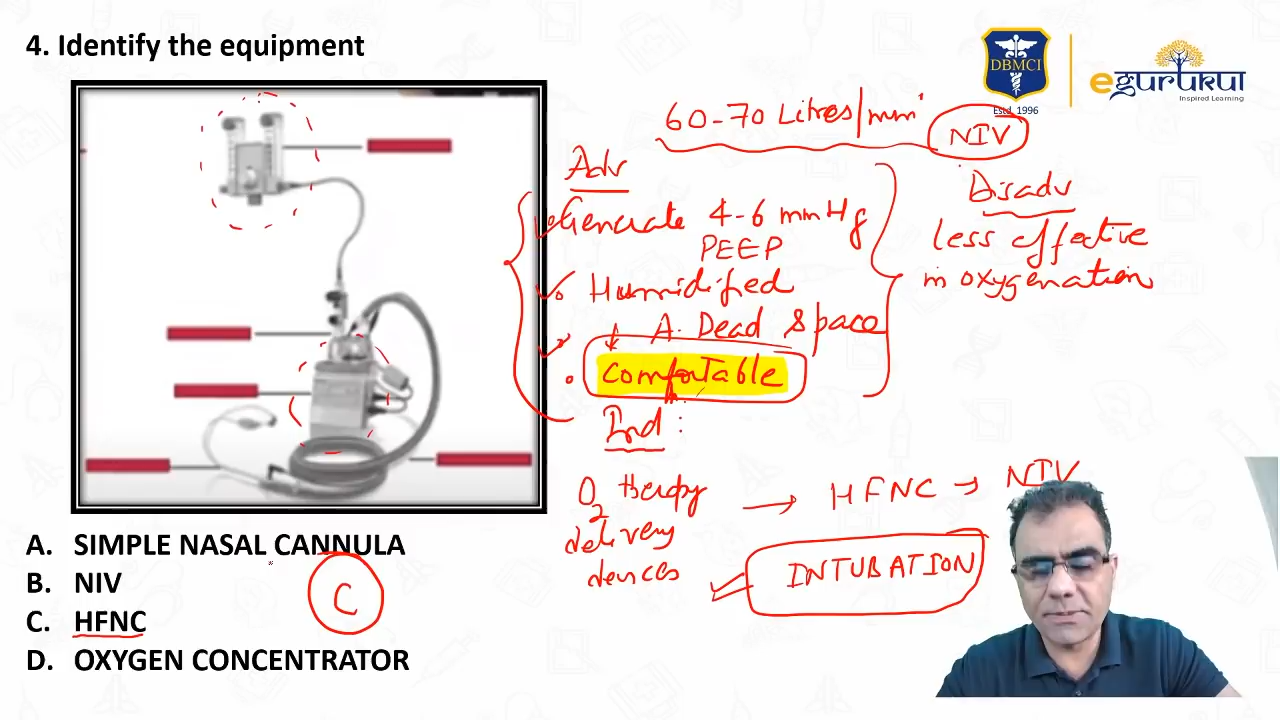 4. Identify the equipment
DBMCI
Estd. 1996
eGurukul
Inspired Learning
60-70 Litres/min
NIV
Adv
Generate 4-6 mmHg
PEEP
Humidified
↓ A. Dead Space
Comfortable
Disadv
less effective
in oxygenation
Ind:
O2 therapy → HFNC → NIV
delivery
devices
INTUBATION
A. SIMPLE NASAL CANNULA
B. NIV
C. HFNC
D. OXYGEN CONCENTRATOR
C